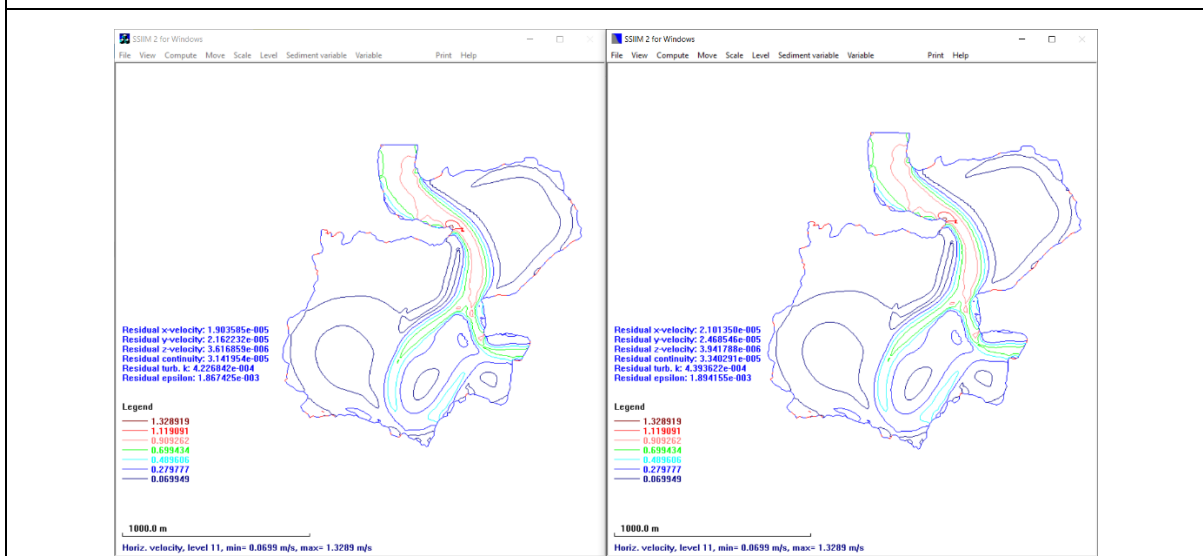 SSIIM 2 for Windows
File View Compute Move Scale Level Sediment variable Variable Print Help
Residual x-velocity: 1.903585e-005
Residual y-velocity: 2.162232e-005
Residual z-velocity: 3.616859e-006
Residual continuity: 3.141954e-005
Residual turb. k: 4.226842e-004
Residual epsilon: 1.867425e-003
Legend
1.328919
1.119091
0.909262
0.699434
0.489606
0.279777
0.069949
1000.0 m
Horiz. velocity, level 11, min= 0.0699 m/s, max= 1.3289 m/s
SSIIM 2 for Windows
File View Compute Move Scale Level Sediment variable Variable Print Help
Residual x-velocity: 2.101350e-005
Residual y-velocity: 2.468546e-005
Residual z-velocity: 3.941788e-006
Residual continuity: 3.340291e-005
Residual turb. k: 4.393622e-004
Residual epsilon: 1.894155e-003
Legend
1.328919
1.119091
0.909262
0.699434
0.489606
0.279777
0.069949
1000.0 m
Horiz. velocity, level 11, min= 0.0699 m/s, max= 1.3289 m/s